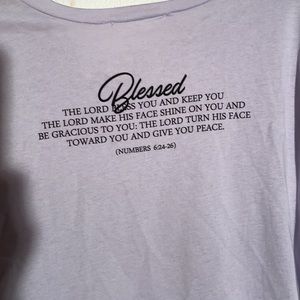 Blessed
THE LORD BLESS YOU AND KEEP YOU
THE LORD MAKE HIS FACE SHINE ON YOU AND
BE GRACIOUS TO YOU: THE LORD TURN HIS FACE
TOWARD YOU AND GIVE YOU PEACE.
(NUMBERS 6:24-26)